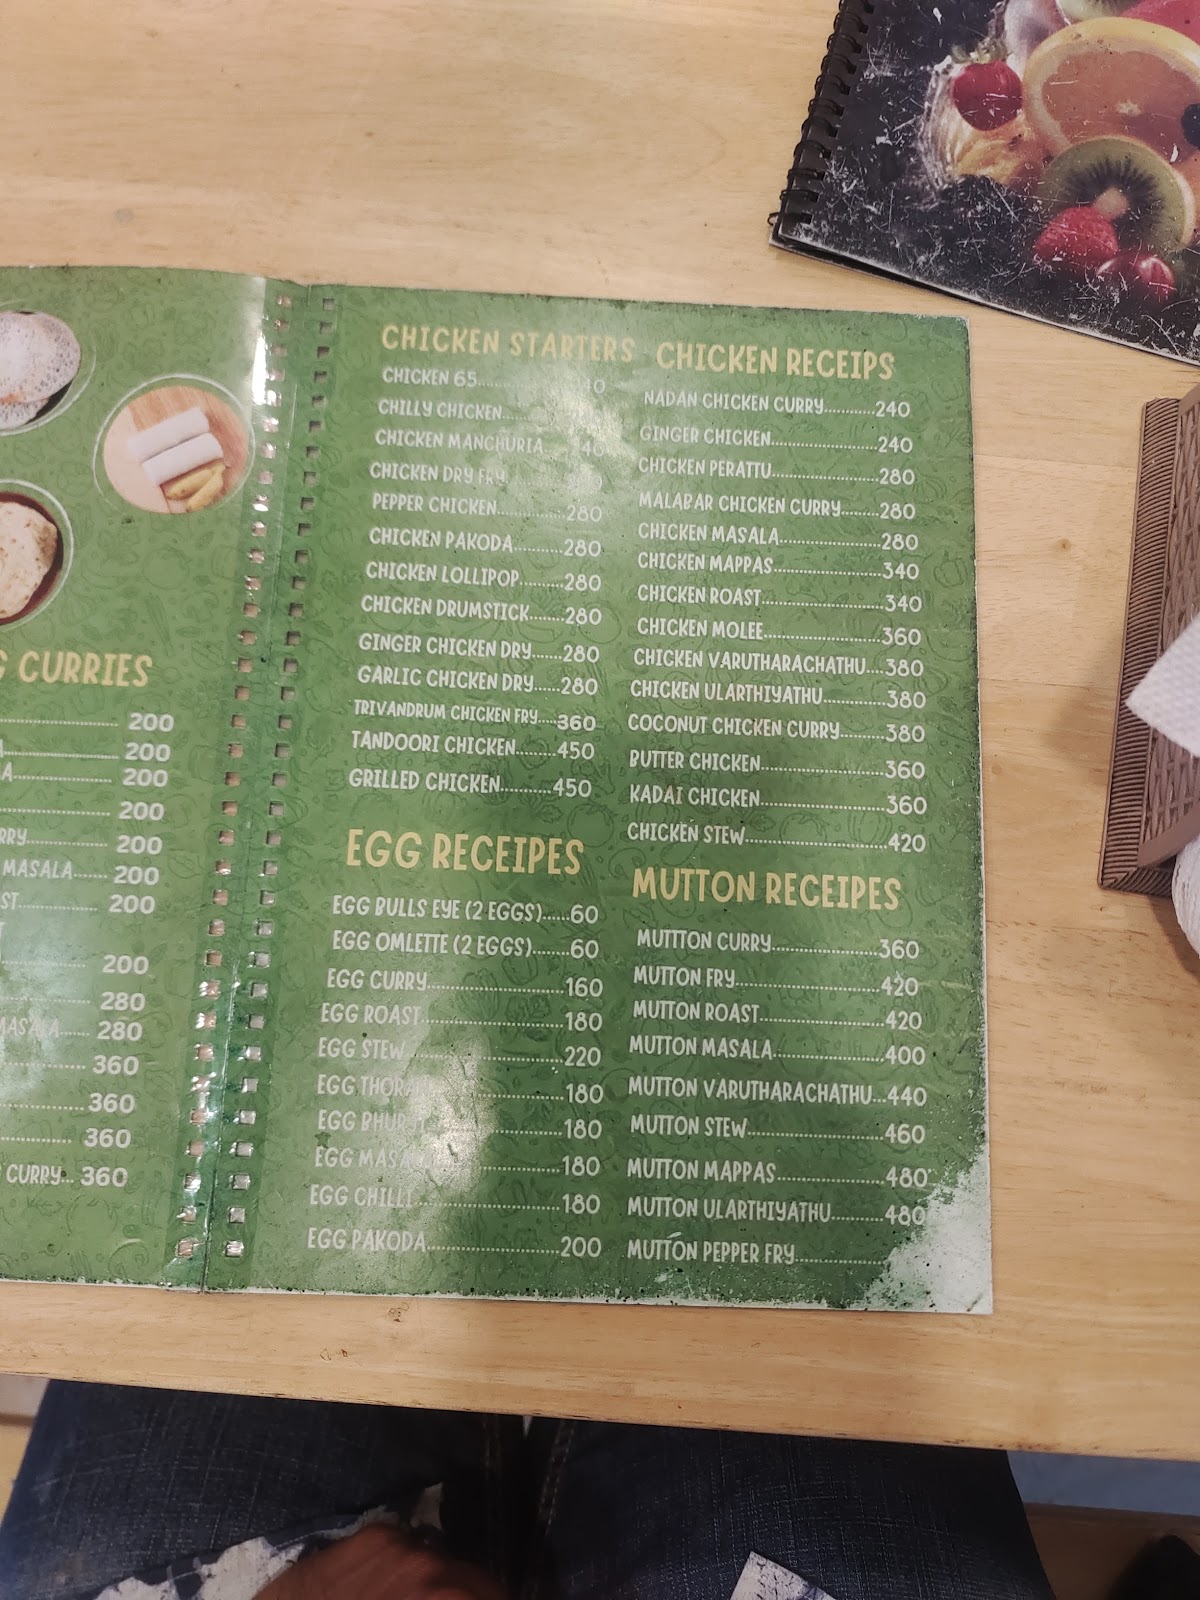 CURRIES
200
200
200
200
200
MASALA....... 200
200
200
280
280
360
360
360
CURRY... 360
CHICKEN STARTERS
CHICKEN 65
CHILLY CHICKEN
CHICKEN MANCHURIA
CHICKEN DRY FRY
PEPPER CHICKEN..............280
CHICKEN PAKODA..........280
CHICKEN LOLLIPOP.........280
CHICKEN DRUMSTICK.......280
GINGER CHICKEN DRY......280
GARLIC CHICKEN DRY......280
TRIVANDRUM CHICKEN FRY.....360
TANDOORI CHICKEN.........450
GRILLED CHICKEN...........450
EGG RECEIPES
EGG BULLS EYE (2 EGGS)......60
EGG OMLETTE (2 EGGS)........60
EGG CURRY......................160
EGG ROAST......................180
EGG STEW 220
EGG 180
EGG 180
EGG 180
EGG CHILLI......................180
EGG PAKODA.....................200
CHICKEN RECEIPS
NADAN CHICKEN CURRY...........240
GINGER CHICKEN.................240
CHICKEN PERATTU.................280
MALABAR CHICKEN CURRY........280
CHICKEN MASALA.................280
CHICKEN MAPPAS.................340
CHICKEN ROAST...................340
CHICKEN MOLEE...................360
CHICKEN VARUTHARACHATHU....380
CHICKEN ULARTHIYATHU..........380
COCONUT CHICKEN CURRY........380
BUTTER CHICKEN...................360
KADAI CHICKEN....................360
CHICKEN STEW.....................420
MUTTON RECEIPES
MUTTTON CURRY.................360
MUTTON FRY......................420
MUTTON ROAST...................420
MUTTON MASALA.................400
MUTTON VARUTHARACHATHU...440
MUTTON STEW.....................460
MUTTON MAPPAS.................480
MUTTON ULARTHIYATHU..........480
MUTTON PEPPER FRY...............